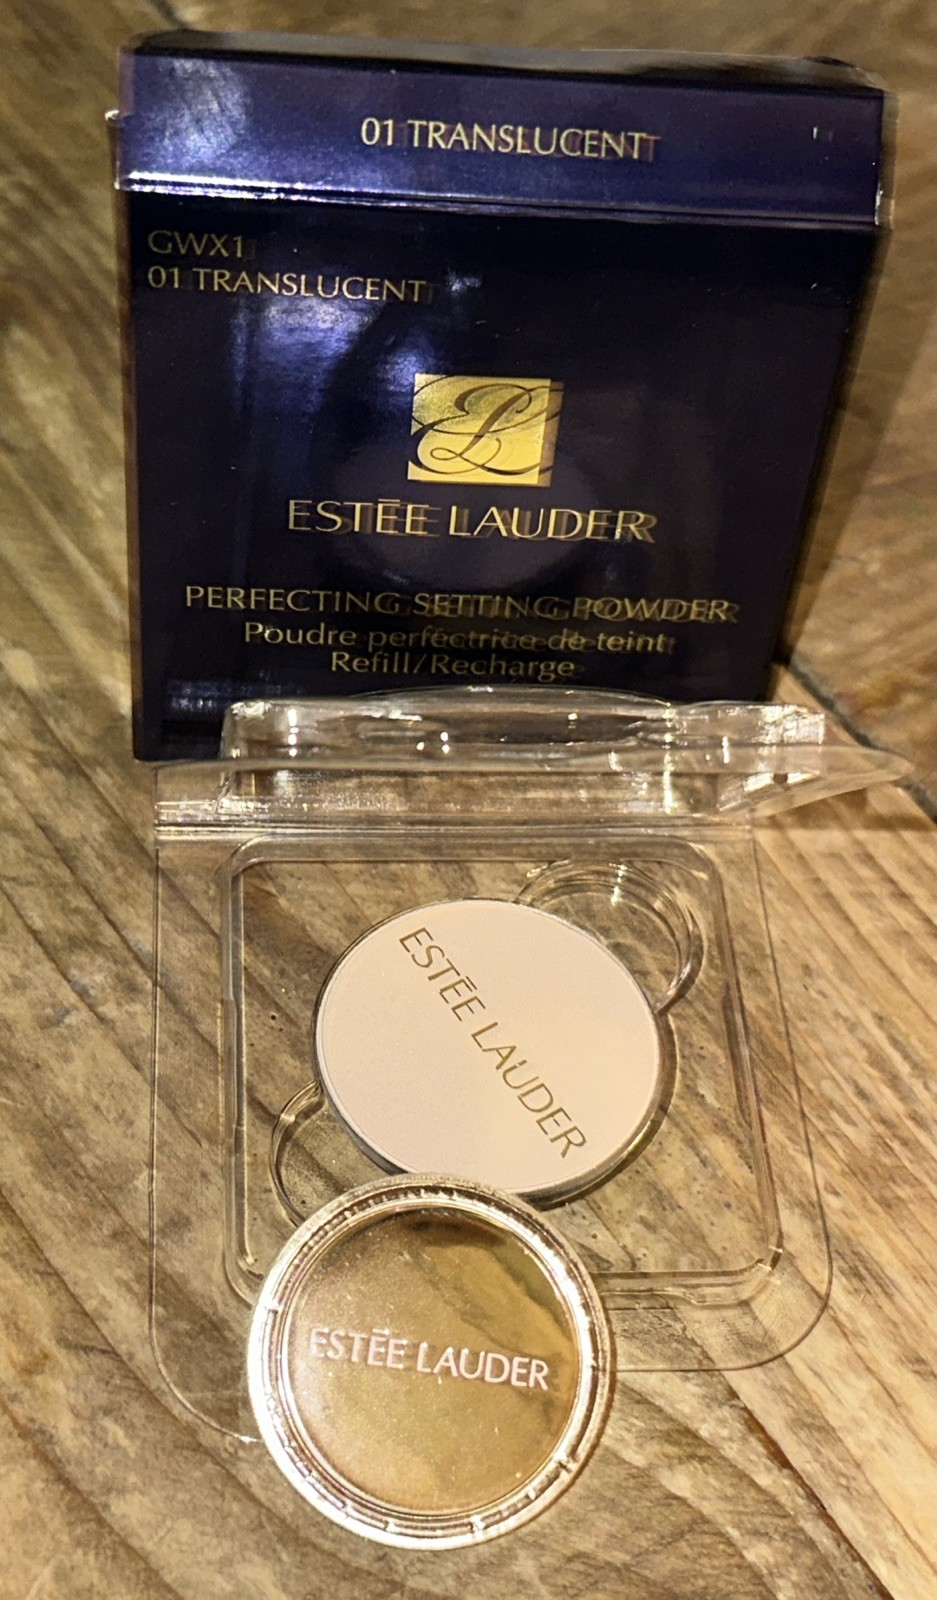 01 TRANSLUCENT
GWX1
01 TRANSLUCENT
EL
ESTĒE LAUDER
PERFECTING SETTING POWDER
Poudre perfectrice de teint
Refill/Recharge
ESTĒE LAUDER
ESTĒE LAUDER